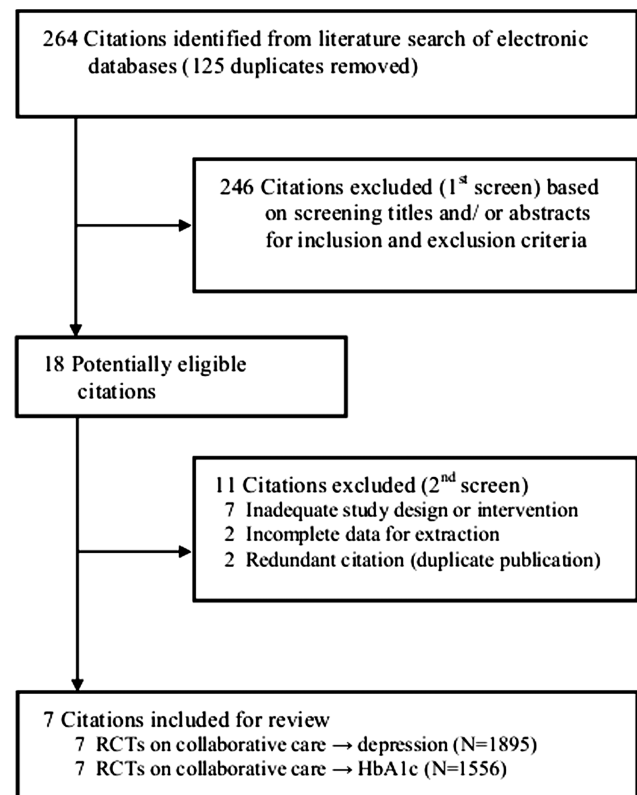 264 Citations identified from literature search of electronic
databases (125 duplicates removed)
246 Citations excluded (1st screen) based
on screening titles and/ or abstracts
for inclusion and exclusion criteria
18 Potentially eligible
citations
11 Citations excluded (2nd screen)
7 Inadequate study design or intervention
2 Incomplete data for extraction
2 Redundant citation (duplicate publication)
7 Citations included for review
7 RCTs on collaborative care → depression (N=1895)
7 RCTs on collaborative care → HbA1c (N=1556)